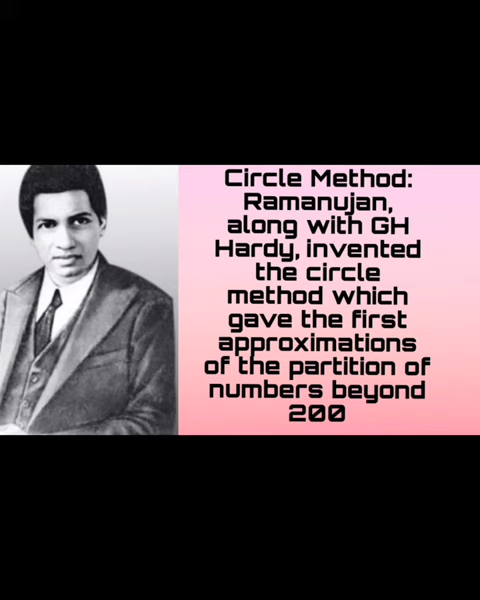 Circle Method:
Ramanujan,
along with GH
Hardy, invented
the circle
method which
gave the first
approximations
of the partition of
numbers beyond
200